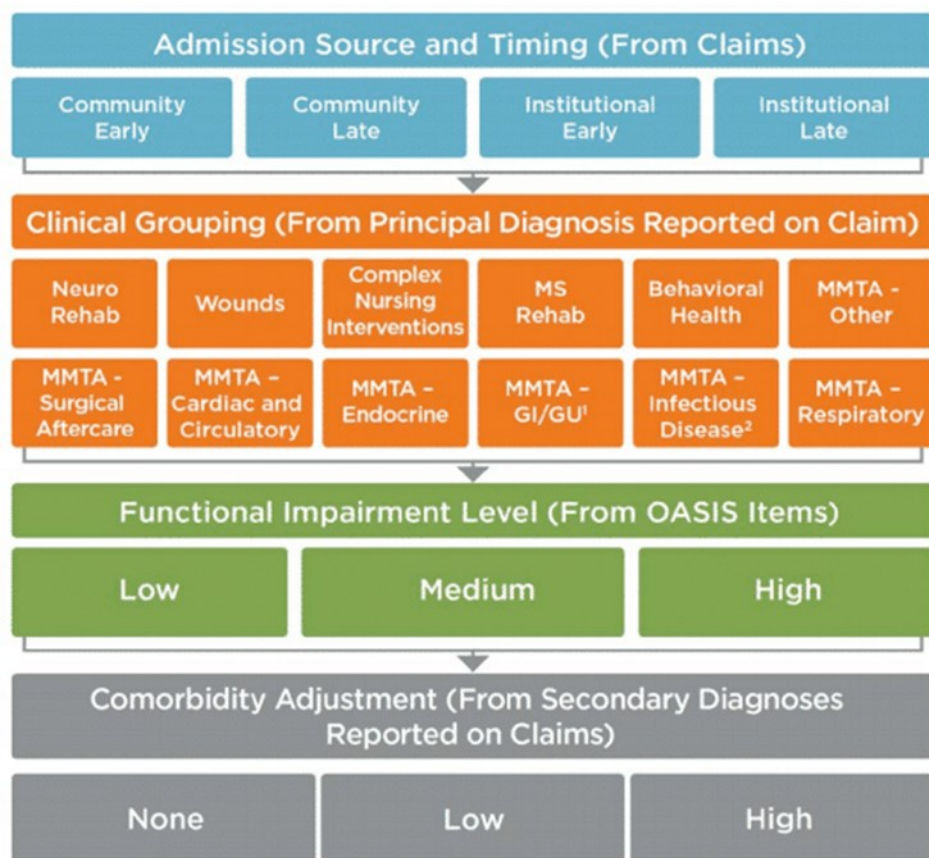 Admission Source and Timing (From Claims)
Community
Early
Community
Late
Institutional
Early
Institutional
Late
Clinical Grouping (From Principal Diagnosis Reported on Claim)
Neuro
Rehab
Wounds
Complex
Nursing
Interventions
MS
Rehab
Behavioral
Health
MMTA -
Other
MMTA -
Surgical
Aftercare
MMTA –
Cardiac and
Circulatory
MMTA –
Endocrine
MMTA –
GI/GU¹
MMTA –
Infectious
Disease²
MMTA –
Respiratory
Functional Impairment Level (From OASIS Items)
Low
Medium
High
Comorbidity Adjustment (From Secondary Diagnoses
Reported on Claims)
None
Low
High